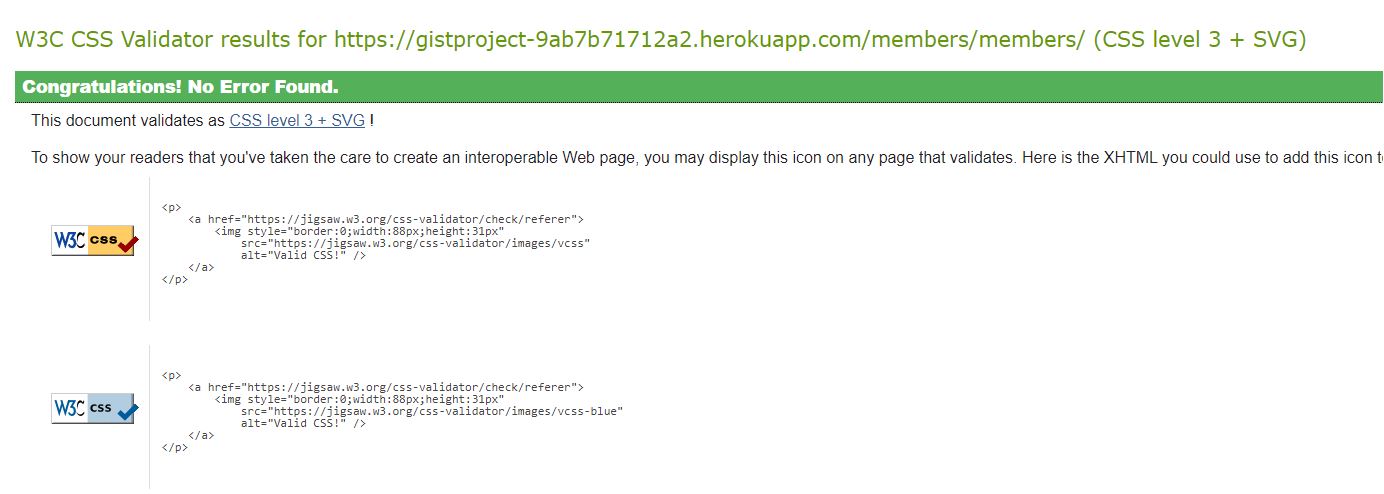 W3C CSS Validator results for https://gistproject-9ab7b71712a2.herokuapp.com/members/members/ (CSS level 3 + SVG)
Congratulations! No Error Found.
This document validates as CSS level 3 + SVG !
To show your readers that you've taken the care to create an interoperable Web page, you may display this icon on any page that validates. Here is the XHTML you could use to add this icon t
<p>
<a href="https://jigsaw.w3.org/css-validator/check/referer">
<img style="border:0;width:88px;height:31px"
W3C css
src="https://jigsaw.w3.org/css-validator/images/vcss"
alt="Valid CSS!" />
</a>
</p>
<p>
<a href="https://jigsaw.w3.org/css-validator/check/referer">
<img style="border:0;width:88px;height:31px"
W3C css
src="https://jigsaw.w3.org/css-validator/images/vcss-blue"
alt="Valid CSS!" />
</a>
</p>